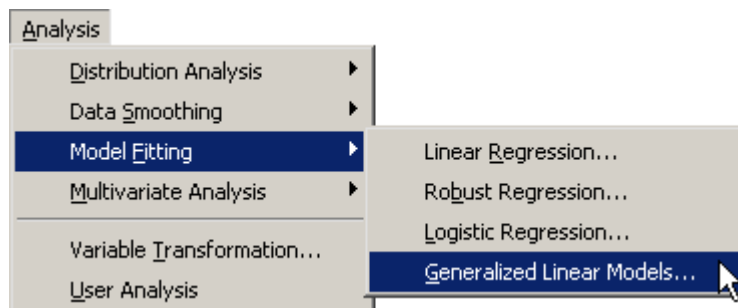 Analysis
Distribution Analysis
Data Smoothing
Model Fitting
Multivariate Analysis
Variable Transformation...
User Analysis
Linear Regression...
Robust Regression...
Logistic Regression...
Generalized Linear Models...